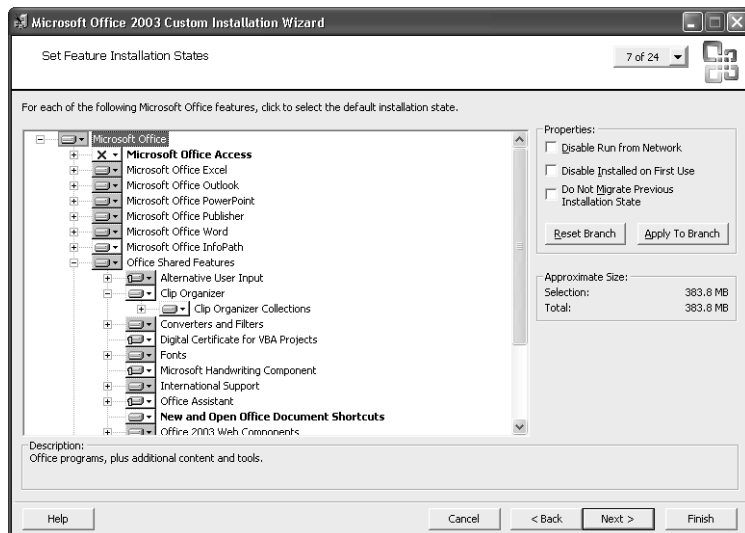 Microsoft Office 2003 Custom Installation Wizard
Set Feature Installation States
7 of 24
For each of the following Microsoft Office features, click to select the default installation state.
Microsoft Office
Microsoft Office Access
Microsoft Office Excel
Microsoft Office Outlook
Microsoft Office PowerPoint
Microsoft Office Publisher
Microsoft Office Word
Microsoft Office InfoPath
Office Shared Features
Alternative User Input
Clip Organizer
Clip Organizer Collections
Converters and Filters
Digital Certificate for VBA Projects
Fonts
Microsoft Handwriting Component
International Support
Office Assistant
New and Open Office Document Shortcuts
Office 2003 Web Components
Properties:
Disable Run from Network
Disable Installed on First Use
Do Not Migrate Previous
Installation State
Reset Branch Apply To Branch
Approximate Size:
Selection: 383.8 MB
Total: 383.8 MB
Description:
Office programs, plus additional content and tools.
Help Cancel < Back Next > Finish